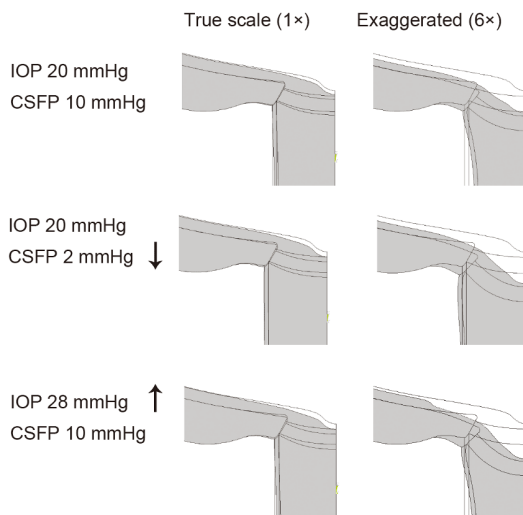 True scale (1×) Exaggerated (6×)
IOP 20 mmHg
CSFP 10 mmHg
IOP 20 mmHg
CSFP 2 mmHg ↓
IOP 28 mmHg ↑
CSFP 10 mmHg